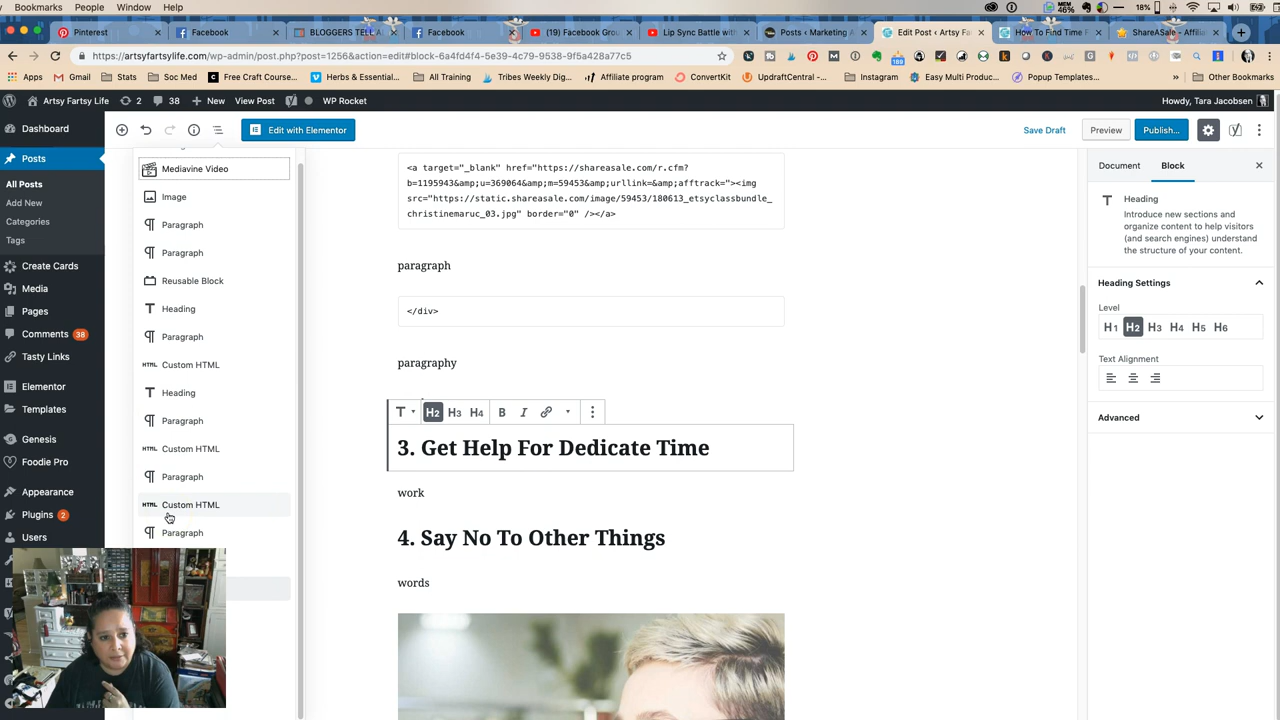 Bookmarks People Window Help 18%
Pinterest Facebook BLOGGERS TELL A Facebook (19) Facebook Grou Lip Sync Battle with Posts ‹ Marketing A Edit Post ‹ Artsy Fa How To Find Time F ShareASale - Affilia
https://artsyfartsylife.com/wp-admin/post.php?post=1256&action=edit#block-6a4fd4f4-5e39-4c79-9538-9f5a428a77c5
Apps Gmail Stats Soc Med Free Craft Course... Herbs & Essential... All Training Tribes Weekly Dig... Affiliate program ConvertKit UpdraftCentral -... Instagram Easy Multi Produc... Popup Templates... » Other Bookmarks
Artsy Fartsy Life 2 38 + New View Post WP Rocket Howdy, Tara Jacobsen
Dashboard
Posts
All Posts
Add New
Categories
Tags
Create Cards
Media
Pages
Comments 38
Tasty Links
Elementor
Templates
Genesis
Foodie Pro
Appearance
Plugins 2
Users
Edit with Elementor
Save Draft Preview Publish...
Mediavine Video
Image
Paragraph
Paragraph
Reusable Block
Heading
Paragraph
HTML Custom HTML
Heading
Paragraph
HTML Custom HTML
Paragraph
HTML Custom HTML
Paragraph
<a target="_blank" href="https://shareasale.com/r.cfm?
b=1195943&amp;u=369064&amp;m=59453&amp;urllink=&amp;afftrack="><img
src="https://static.shareasale.com/image/59453/180613_etsyclassbundle_
christinemaruc_03.jpg" border="0" /></a>
paragraph
</div>
paragraphy
T H2 H3 H4 B I
3. Get Help For Dedicate Time
work
4. Say No To Other Things
words
Document Block
Heading
Introduce new sections and
organize content to help visitors
(and search engines) understand
the structure of your content.
Heading Settings
Level
H1 H2 H3 H4 H5 H6
Text Alignment
Advanced